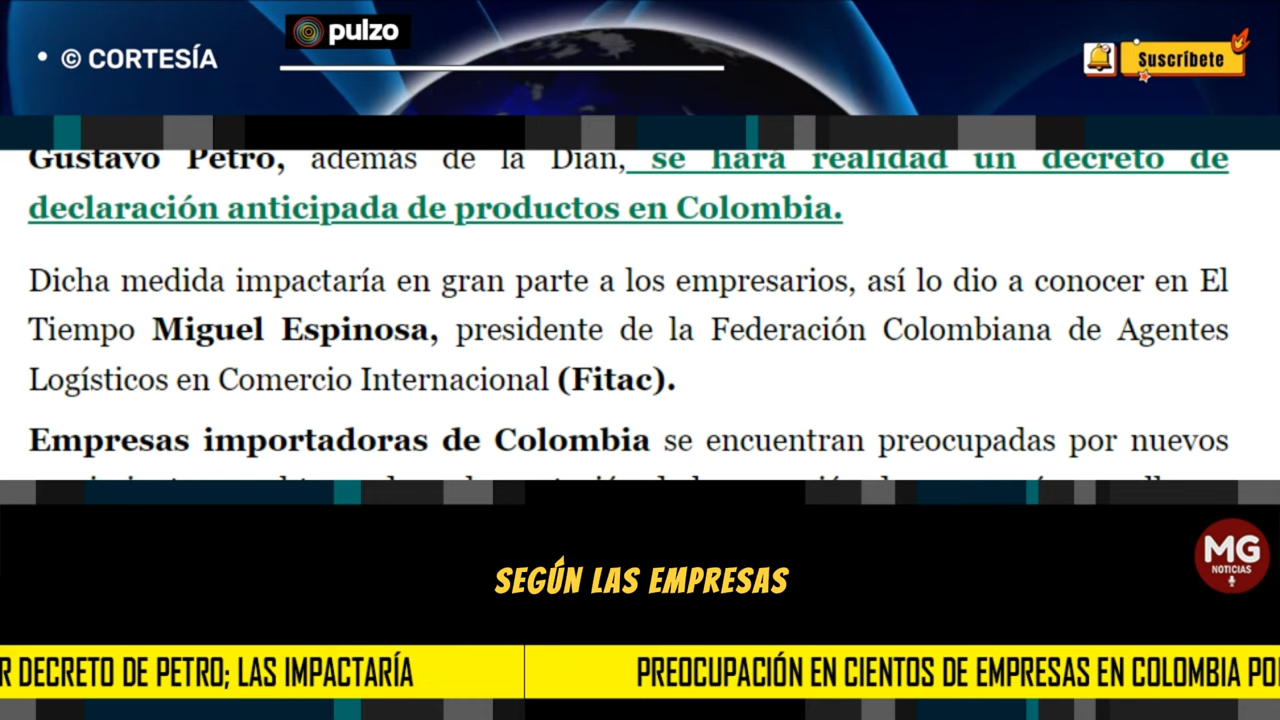 • © CORTESÍA
pulzo
Suscríbete
Gustavo Petro, además de la Dian, se hará realidad un decreto de
declaración anticipada de productos en Colombia.
Dicha medida impactaría en gran parte a los empresarios, así lo dio a conocer en El
Tiempo Miguel Espinosa, presidente de la Federación Colombiana de Agentes
Logísticos en Comercio Internacional (Fitac).
Empresas importadoras de Colombia se encuentran preocupadas por nuevos
MG
NOTICIAS
SEGÚN LAS EMPRESAS
R DECRETO DE PETRO; LAS IMPACTARÍA
PREOCUPACIÓN EN CIENTOS DE EMPRESAS EN COLOMBIA PO